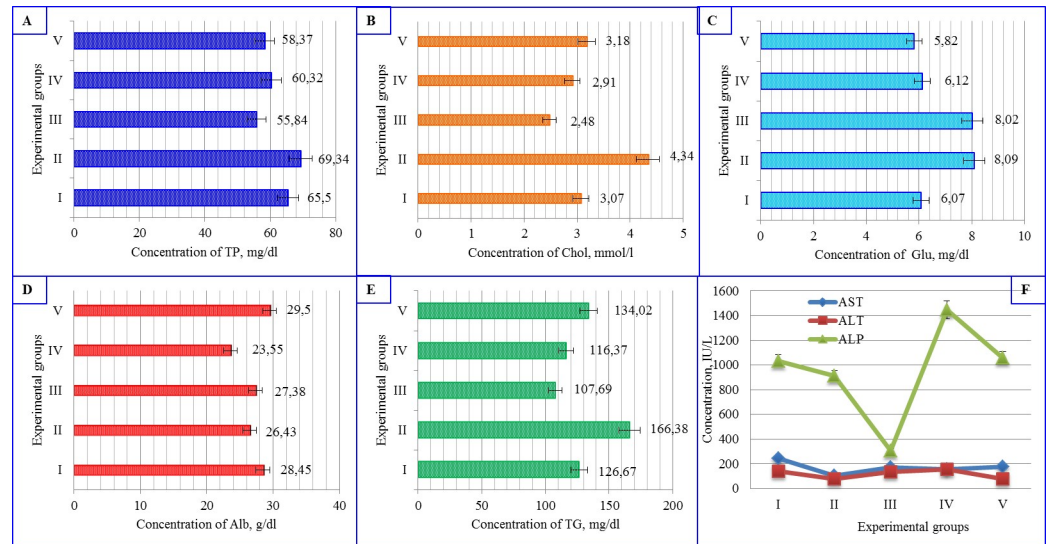 A
Experimental groups
V
58,37
IV
60,32
III
55,84
II
69,34
I
65,5
0 20 40 60 80
Concentration of TP, mg/dl
B
Experimental groups
V
3,18
IV
2,91
III
2,48
II
4,34
I
3,07
0 1 2 3 4 5
Concentration of Chol, mmol/l
C
Experimental groups
V
5,82
IV
6,12
III
8,02
II
8,09
I
6,07
0 2 4 6 8 10
Concentration of Glu, mg/dl
D
Experimental groups
V
29,5
IV
23,55
III
27,38
II
26,43
I
28,45
0 10 20 30 40
Concentration of Alb, g/dl
E
Experimental groups
V
134,02
IV
116,37
III
107,69
II
166,38
I
126,67
0 50 100 150 200
Concentration of TG, mg/dl
F
AST
ALT
ALP
Concentration, IU/L
1600
1400
1200
1000
800
600
400
200
0
I II III IV V
Experimental groups